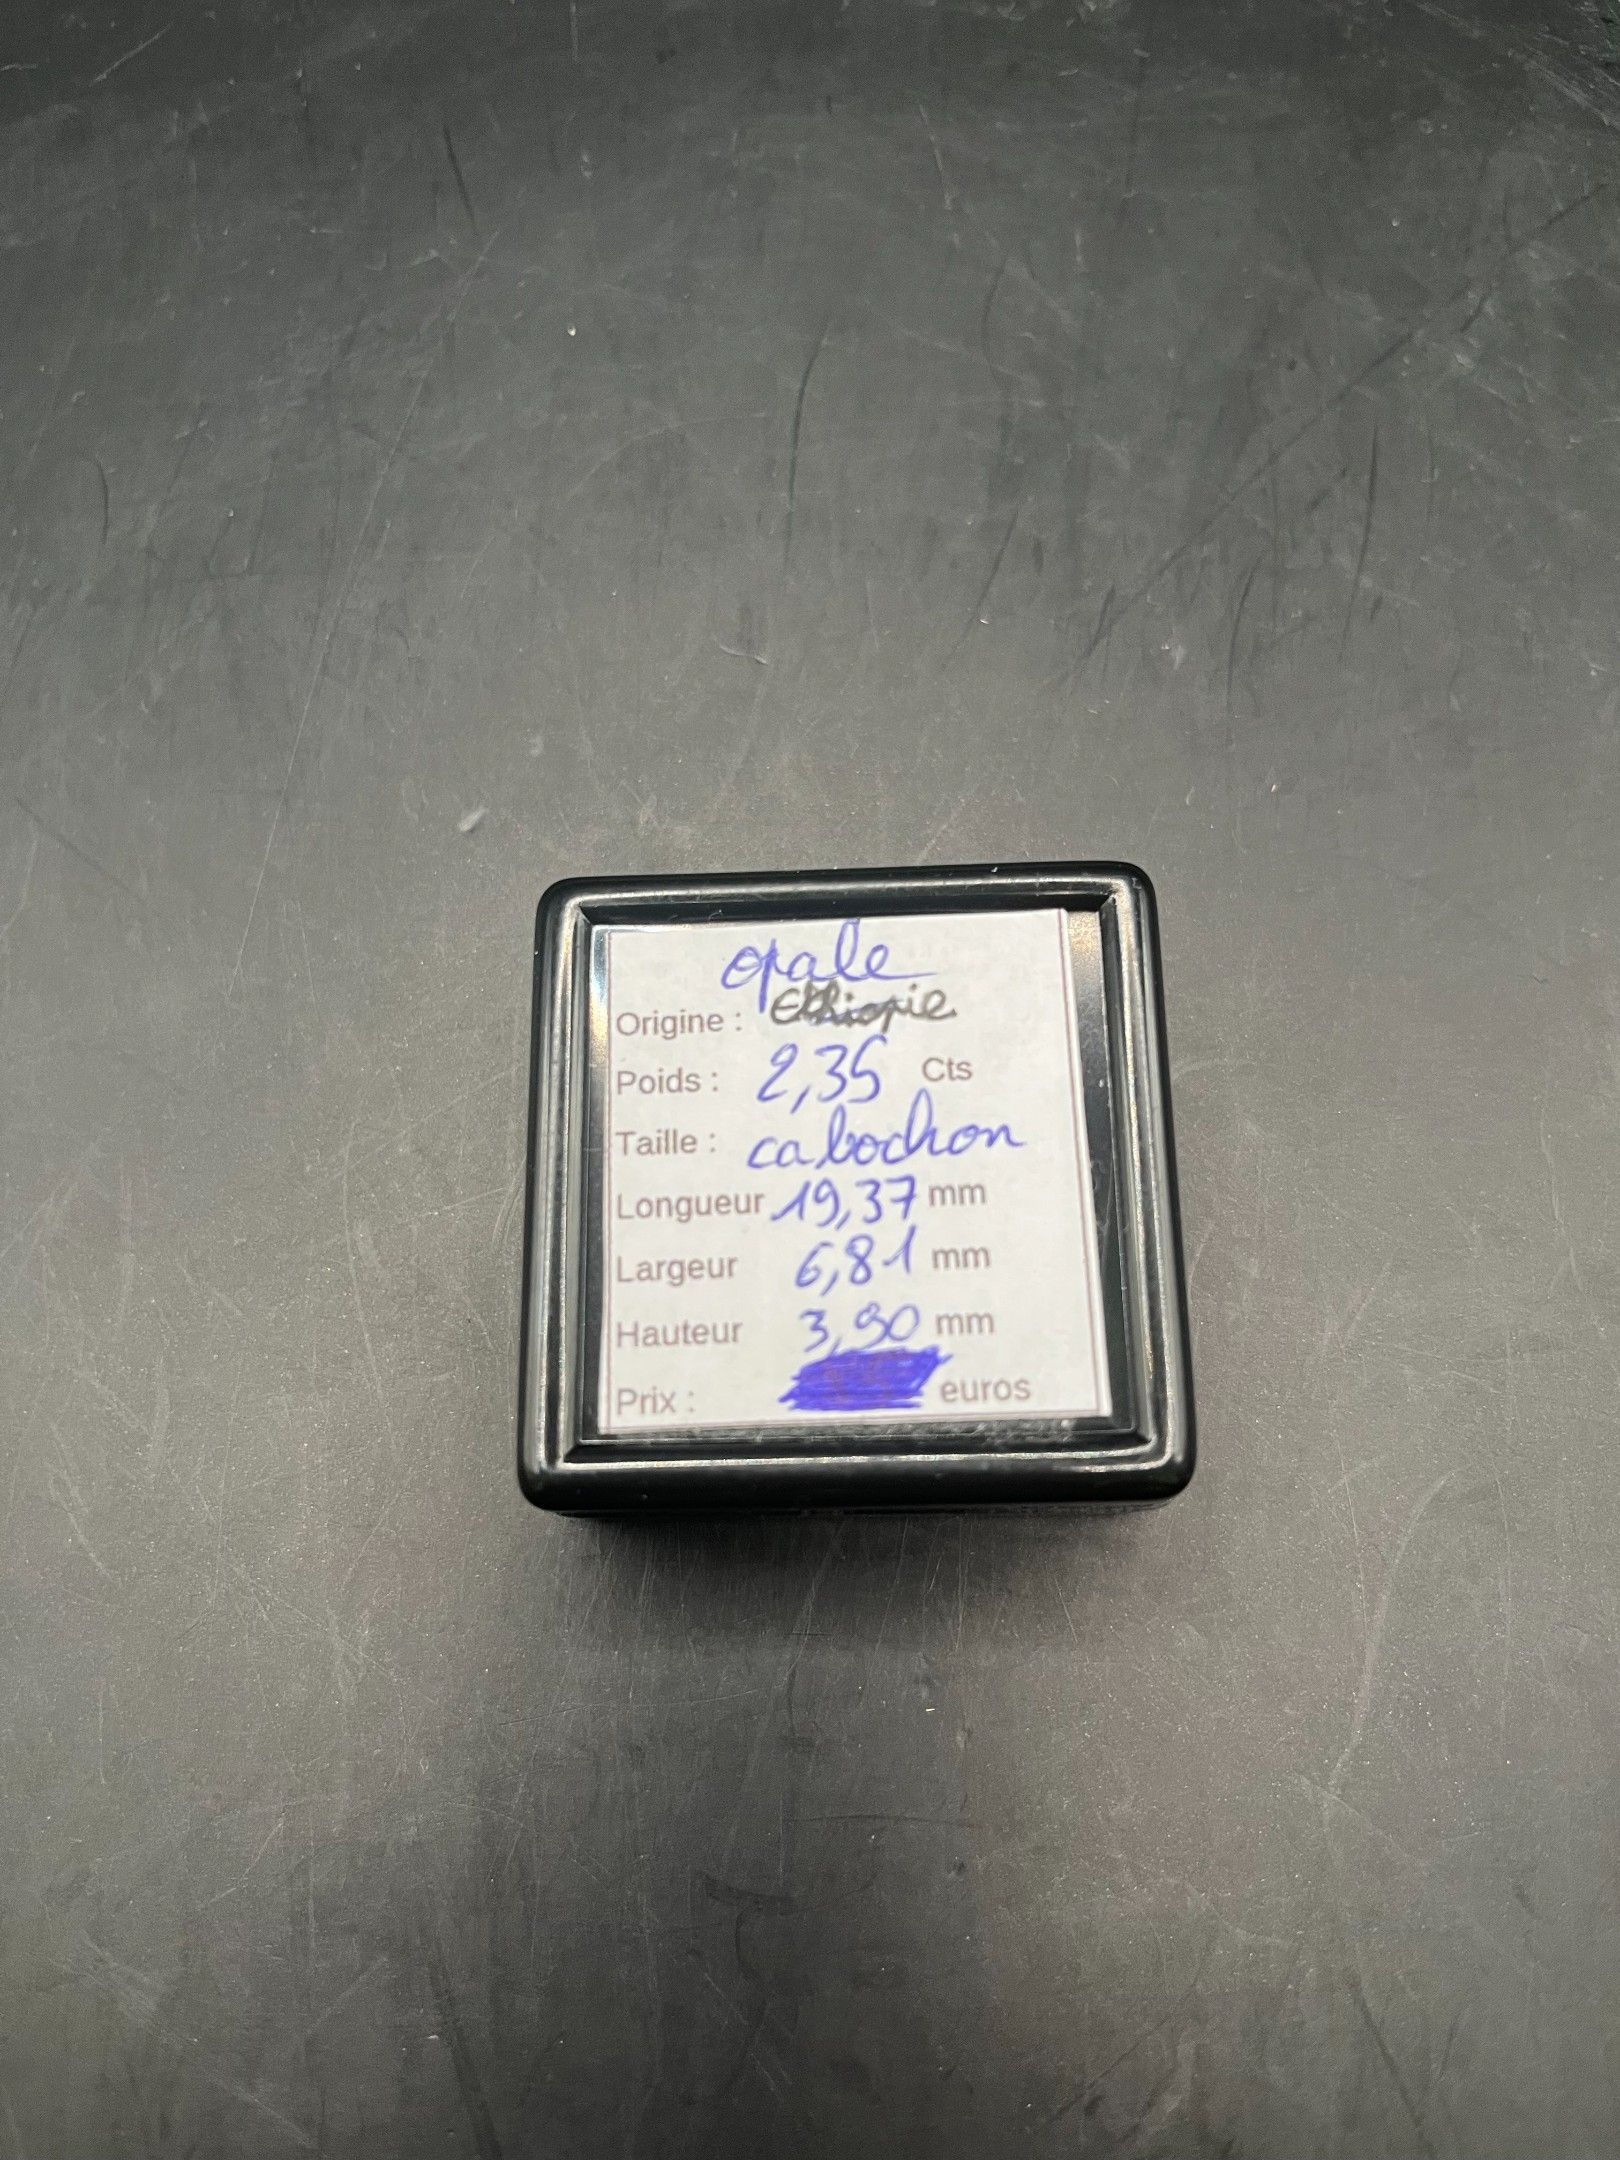 opale
Origine : Ethiopie
Poids : 2,35 Cts
Taille : cabochon
Longueur 19,37 mm
Largeur 6,81 mm
Hauteur 3,90 mm
Prix : euros